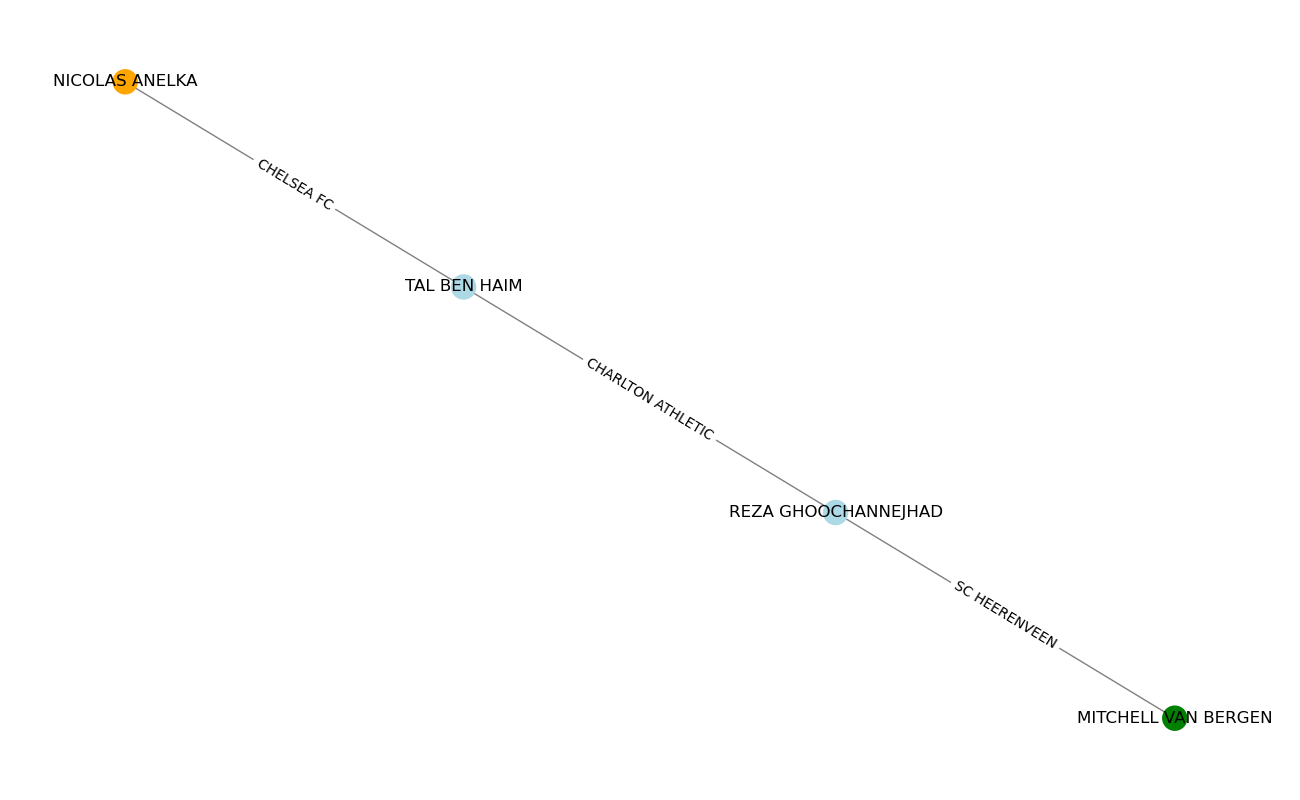 NICOLAS ANELKA
CHELSEA FC
TAL BEN HAIM
CHARLTON ATHLETIC
REZA GHOOCHANNEJHAD
SC HEERENVEEN
MITCHELL VAN BERGEN